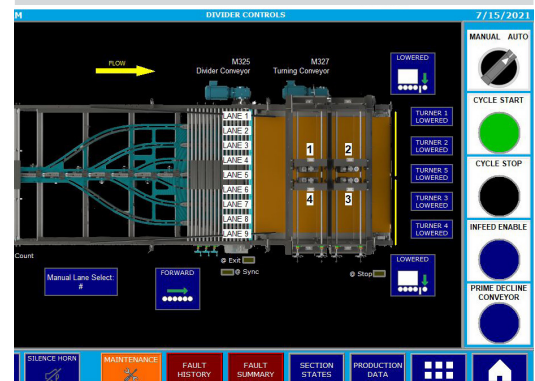 M
DIVIDER CONTROLS
7/15/2021
MANUAL AUTO
FLOW
M325
Divider Conveyor
M327
Turning Conveyor
LOWERED
CYCLE START
LANE 1
LANE 2
LANE 3
LANE 4
LANE 5
LANE 6
LANE 7
LANE 8
LANE 9
1
2
4
3
TURNER 1
LOWERED
TURNER 2
LOWERED
TURNER 5
LOWERED
TURNER 3
LOWERED
TURNER 4
LOWERED
CYCLE STOP
INFEED ENABLE
Count
@ Exit
@ Sync
@ Stop
Manual Lane Select:
#
FORWARD
LOWERED
PRIME DECLINE
CONVEYOR
SILENCE HORN
MAINTENANCE
FAULT
HISTORY
FAULT
SUMMARY
SECTION
STATES
PRODUCTION
DATA